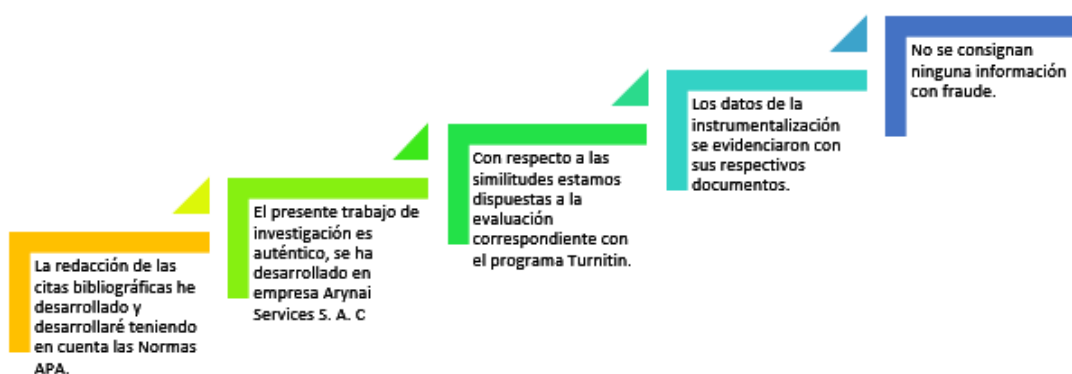 La redacción de las
citas bibliográficas he
desarrollado y
desarrollaré teniendo
en cuenta las Normas
APA.
El presente trabajo de
investigación es
auténtico, se ha
desarrollado en
empresa Arynai
Services S. A. C
Con respecto a las
similitudes estamos
dispuestas a la
evaluación
correspondiente con
el programa Turnitin.
Los datos de la
instrumentalización
se evidenciaron con
sus respectivos
documentos.
No se consignan
ninguna información
con fraude.